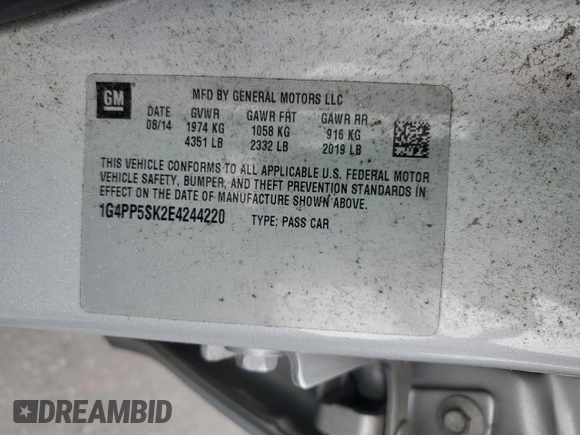 GM
MFD BY GENERAL MOTORS LLC
DATE GVWR GAWR FRT GAWR RR
08/14 1974 KG 1058 KG 916 KG
4351 LB 2332 LB 2019 LB
THIS VEHICLE CONFORMS TO ALL APPLICABLE U.S. FEDERAL MOTOR
VEHICLE SAFETY, BUMPER, AND THEFT PREVENTION STANDARDS IN
EFFECT ON THE DATE OF MANUFACTURE SHOWN ABOVE.
1G4PP5SK2E4244220 TYPE: PASS CAR
DREAMBID